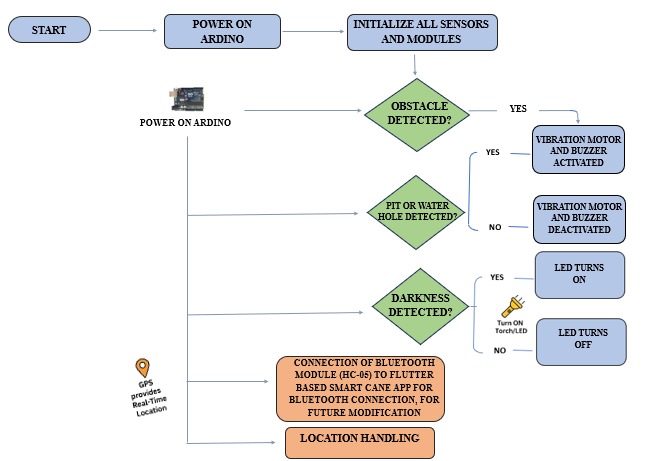 START
POWER ON
ARDINO
INITIALIZE ALL SENSORS
AND MODULES
POWER ON ARDINO
OBSTACLE
DETECTED?
YES
VIBRATION MOTOR
AND BUZZER
ACTIVATED
YES
PIT OR WATER
HOLE DETECTED?
NO
VIBRATION MOTOR
AND BUZZER
DEACTIVATED
DARKNESS
DETECTED?
YES
LED TURNS
ON
Turn ON
Torch/LED
NO
LED TURNS
OFF
GPS
provides
Real-Time
Location
CONNECTION OF BLUETOOTH
MODULE (HC-05) TO FLUTTER
BASED SMART CANE APP FOR
BLUETOOTH CONNECTION, FOR
FUTURE MODIFICATION
LOCATION HANDLING